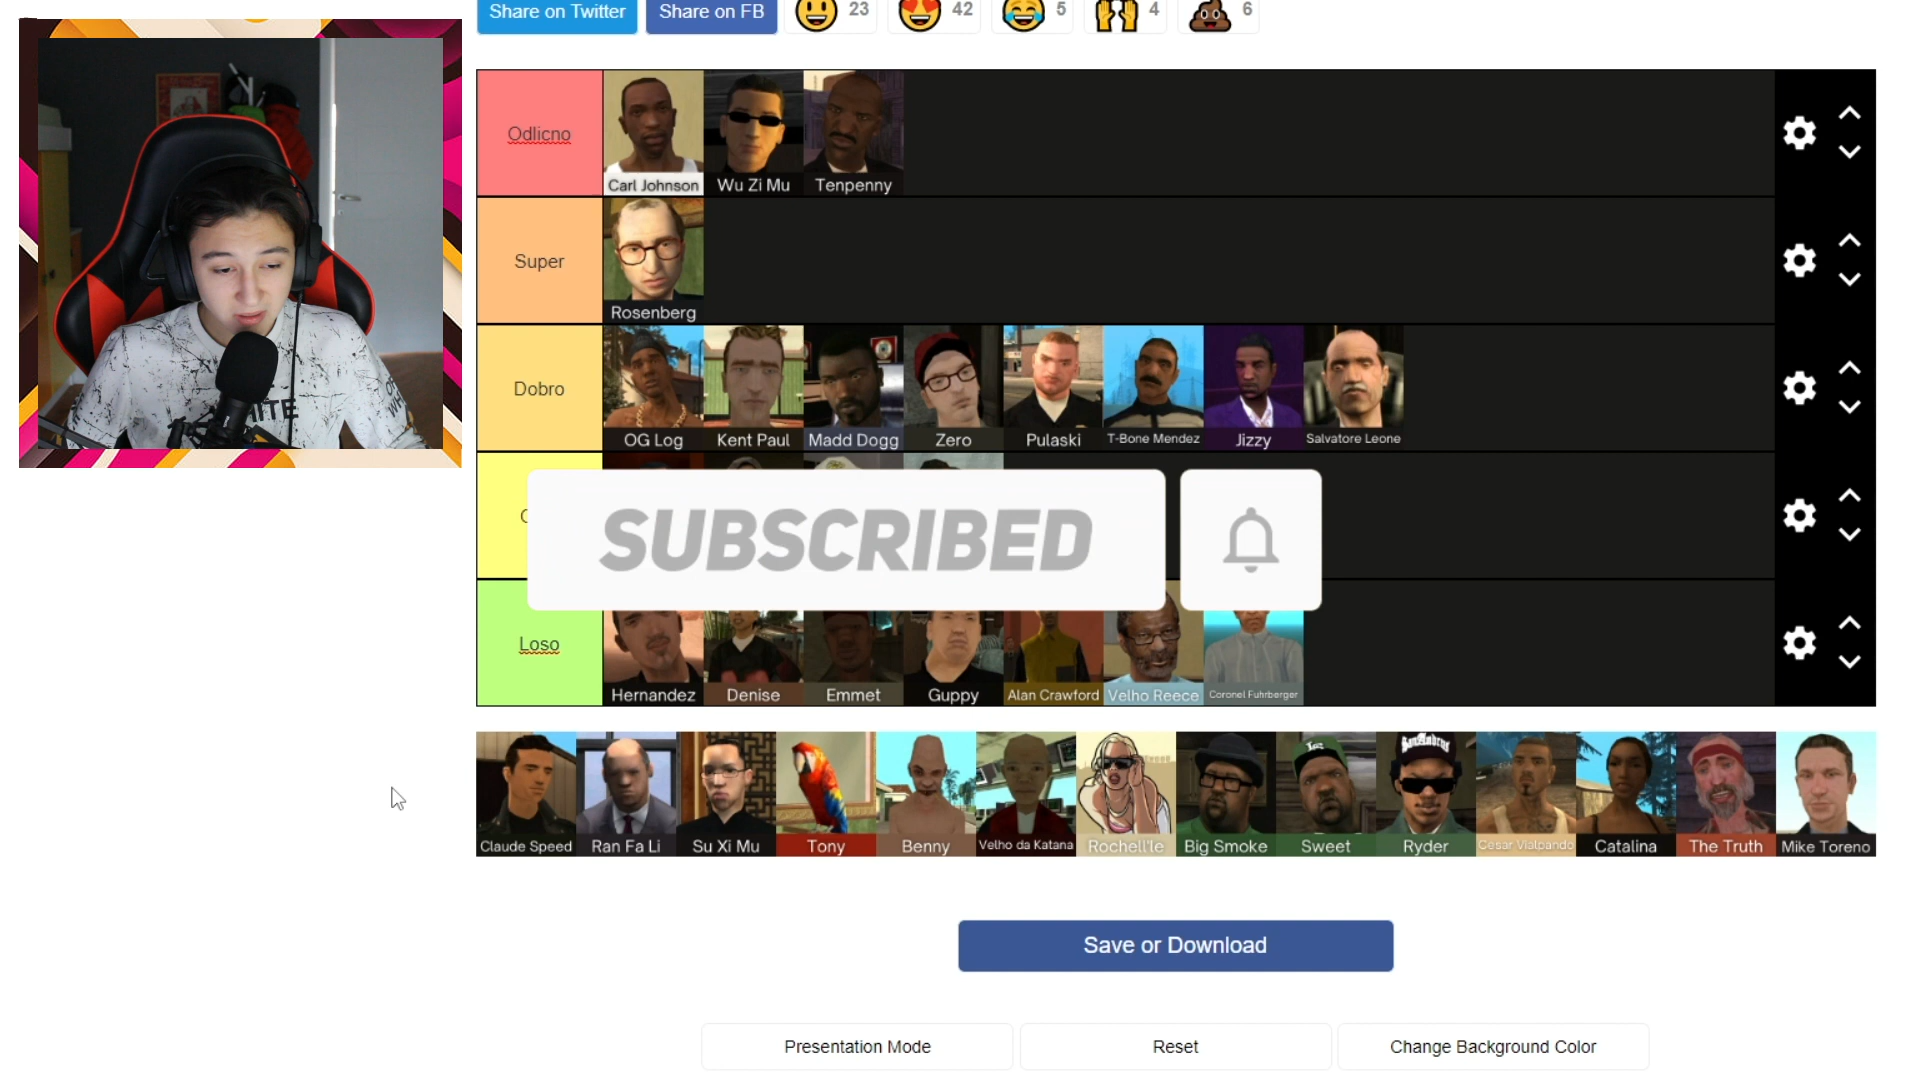 Share on Twitter
Share on FB
23
42
5
4
6
Odlicno
Carl Johnson
Wu Zi Mu
Tenpenny
Super
Rosenberg
Dobro
OG Log
Kent Paul
Madd Dogg
Zero
Pulaski
T-Bone Mendez
Jizzy
Salvatore Leone
SUBSCRIBED
Loso
Hernandez
Denise
Emmet
Guppy
Alan Crawford
Velho Reece
Coronel Fuhrberger
Claude Speed
Ran Fa Li
Su Xi Mu
Tony
Benny
Velho da Katana
Rochell'le
Big Smoke
Sweet
Ryder
Cesar Vialpando
Catalina
The Truth
Mike Toreno
Save or Download
Presentation Mode
Reset
Change Background Color